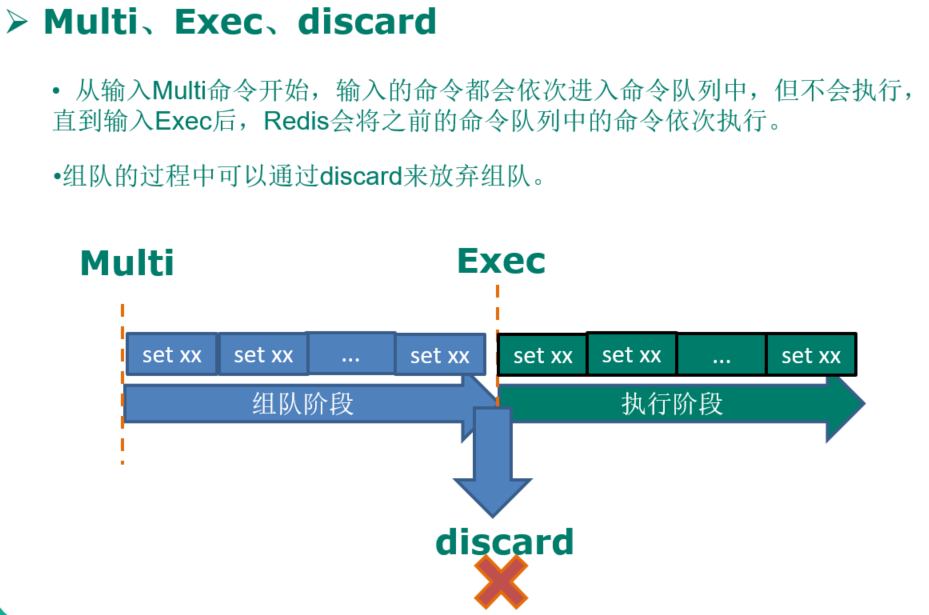 ➢ Multi、Exec、discard
• 从输入Multi命令开始，输入的命令都会依次进入命令队列中，但不会执行，
直到输入Exec后，Redis会将之前的命令队列中的命令依次执行。
•组队的过程中可以通过discard来放弃组队。
Multi
Exec
set xx
set xx
...
set xx
set xx
set xx
...
set xx
组队阶段
执行阶段
discard